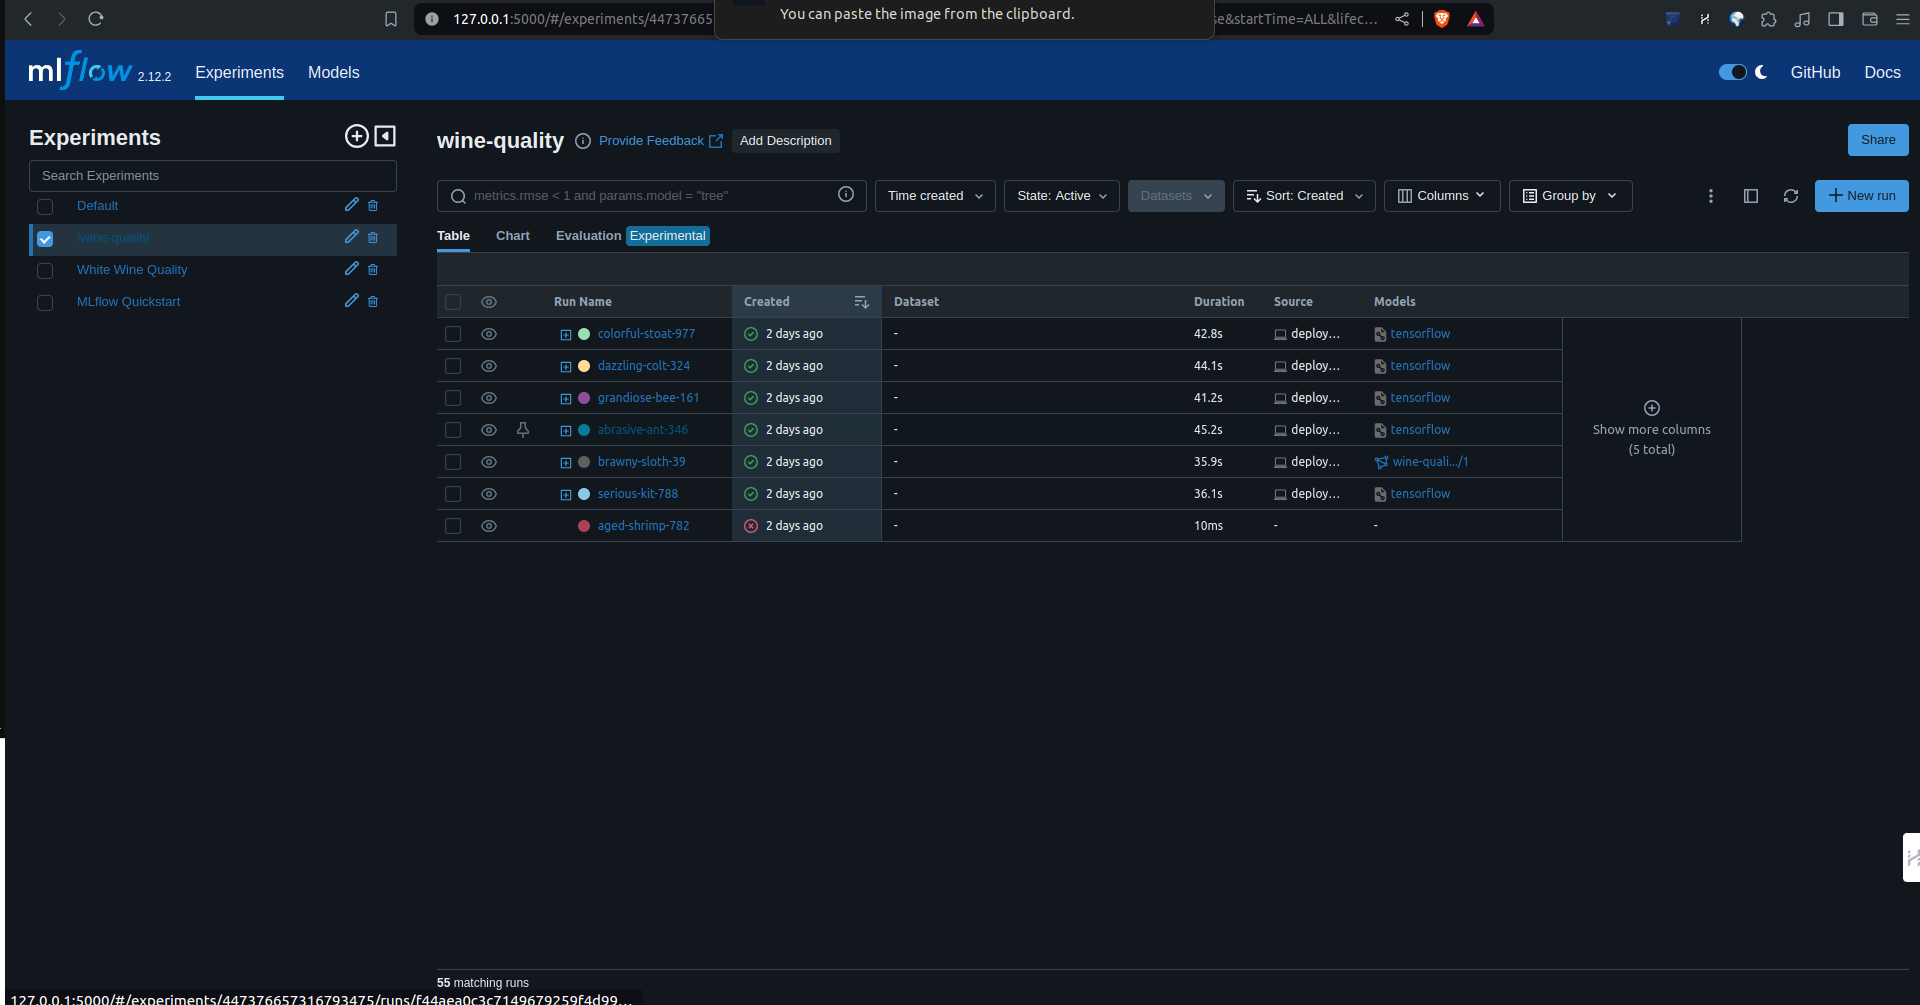 You can paste the image from the clipboard.
127.0.0.1:5000/#/experiments/44737665
e&startTime=ALL&lifec...
mlflow 2.12.2 Experiments Models GitHub Docs
Experiments
Search Experiments
Default
/wine-quality
White Wine Quality
MLflow Quickstart
wine-quality Provide Feedback Add Description Share
metrics.rmse < 1 and params.model = "tree" Time created State: Active Datasets Sort: Created Columns Group by New run
Table Chart Evaluation Experimental
Run Name Created Dataset Duration Source Models
colorful-stoat-977 2 days ago - 42.8s deploy... tensorflow
dazzling-colt-324 2 days ago - 44.1s deploy... tensorflow
grandiose-bee-161 2 days ago - 41.2s deploy... tensorflow
abrasive-ant-346 2 days ago - 45.2s deploy... tensorflow
brawny-sloth-39 2 days ago - 35.9s deploy... wine-quali.../1
serious-kit-788 2 days ago - 36.1s deploy... tensorflow
aged-shrimp-782 2 days ago - 10ms - -
Show more columns
(5 total)
55 matching runs
127.0.0.1:5000/#/experiments/447376657316793475/runs/f44aea0c3c7149679259f4d99...